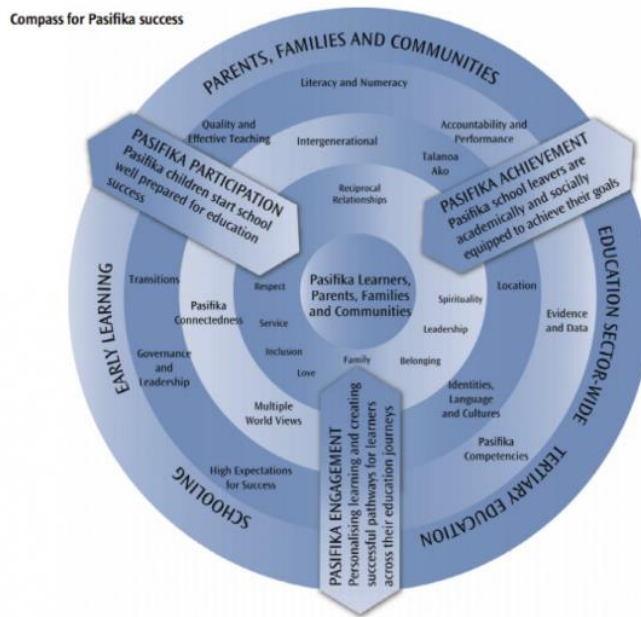 Compass for Pasifika success
PARENTS, FAMILIES AND COMMUNITIES
Literacy and Numeracy
Quality and
Effective Teaching
Intergenerational
Accountability and
Performance
Talanoa
Ako
PASIFIKA PARTICIPATION
Pasifika children start school
well prepared for education
success
PASIFIKA ACHIEVEMENT
Pasifika school leavers are
academically and socially
equipped to achieve their goals
Reciprocal
Relationships
EARLY LEARNING
Transitions
Respect
Pasifika Learners,
Parents, Families
and Communities
Spirituality
Location
EDUCATION SECTOR-WIDE
Pasifika
Connectedness
Service
Leadership
Evidence
and Data
Governance
and
Leadership
Inclusion
Love
Family
Belonging
Identities,
Language
and Cultures
Multiple
World Views
Pasifika
Competencies
High Expectations
for Success
SCHOOLING
PASIFIKA ENGAGEMENT
Personalising learning and creating
successful pathways for learners
across their education journeys
TERTIARY EDUCATION